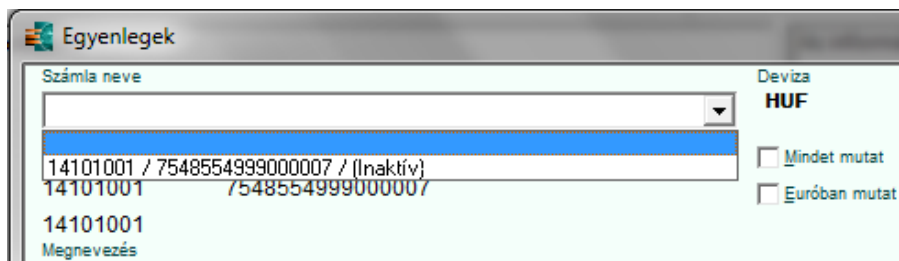 Egyenlegek
Számla neve
Deviza
HUF
14101001 / 7548554999000007 / (Inaktív)
Mindet mutat
14101001 7548554999000007
Euróban mutat
14101001
Megnevezés